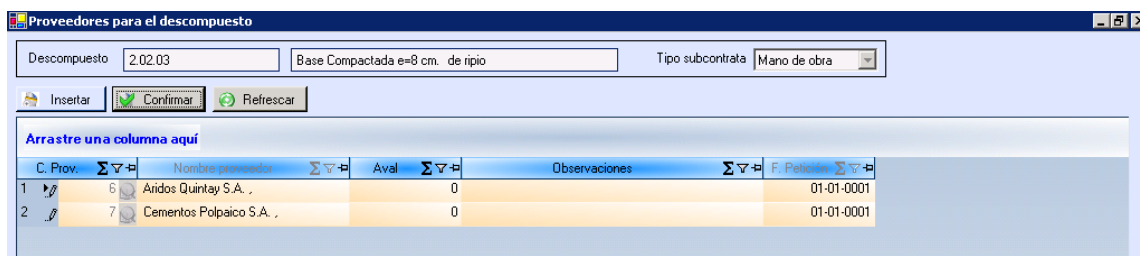 Proveedores para el descompuesto
Descompuesto 2.02.03 Base Compactada e=8 cm. de ripio Tipo subcontrata Mano de obra
Insertar Confirmar Refrescar
Arrastre una columna aquí
C. Prov. Nombre proveedor Aval Observaciones F. Petición
1 6 Aridos Quintay S.A. , 0 01-01-0001
2 7 Cementos Polpaico S.A. , 0 01-01-0001